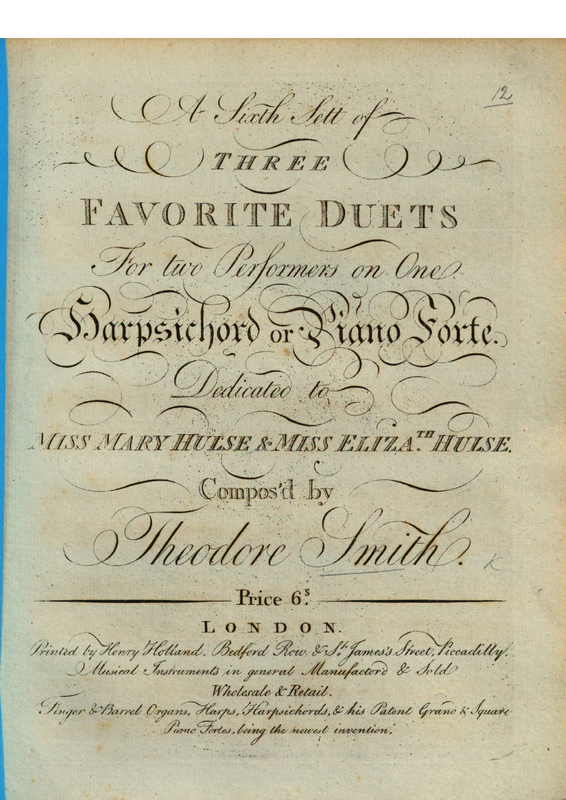 12
A Sixth Sett of
THREE
FAVORITE DUETS
For two Performers on One
Harpsichord or Piano Forte.
Dedicated to
MISS MARY HULSE & MISS ELIZA.TH HULSE.
Compos'd by
Theodore Smith.
K
Price 6s.
LONDON.
Printed by Henry Holland, Bedford Row, & St. James's Street, Piccadilly,
Musical Instruments in general Manufactord & Sold
Wholesale & Retail.
Finger & Barrel Organs, Harps, Harpsichords, & his Patent Grand & Square
Piano Fortes, being the newest invention.